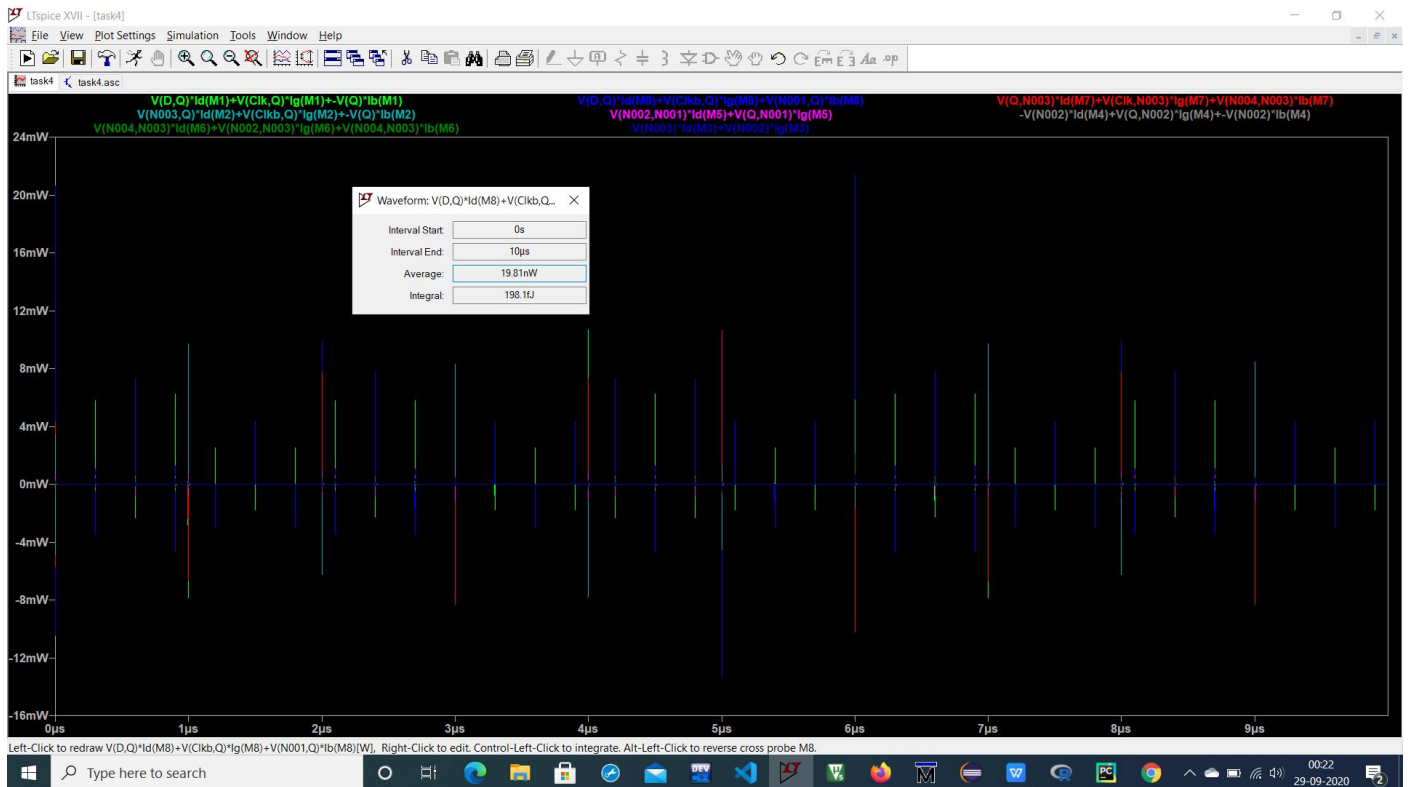 LTspice XVII - [task4]
File View Plot Settings Simulation Tools Window Help
task4 task4.asc
V(D,Q)*Id(M1)+V(Clk,Q)*Ig(M1)+-V(Q)*Ib(M1) V(D,Q)*Id(M8)+V(Clkb,Q)*Ig(M8)+V(N001,Q)*Ib(M8) V(Q,N003)*Id(M7)+V(Clk,N003)*Ig(M7)+V(N004,N003)*Ib(M7)
V(N003,Q)*Id(M2)+V(Clkb,Q)*Ig(M2)+-V(Q)*Ib(M2) V(N002,N001)*Id(M5)+V(Q,N001)*Ig(M5) -V(N002)*Id(M4)+V(Q,N002)*Ig(M4)+-V(N002)*Ib(M4)
V(N004,N003)*Id(M6)+V(N002,N003)*Ig(M6)+V(N004,N003)*Ib(M6) V(N003)*Id(M3)+V(N002)*Ig(M3)
24mW
20mW
16mW
12mW
8mW
4mW
0mW
-4mW
-8mW
-12mW
-16mW
Waveform: V(D,Q)*Id(M8)+V(Clkb,Q...
Interval Start: 0s
Interval End: 10µs
Average: 19.81nW
Integral: 198.1fJ
0µs 1µs 2µs 3µs 4µs 5µs 6µs 7µs 8µs 9µs
Left-Click to redraw V(D,Q)*Id(M8)+V(Clkb,Q)*Ig(M8)+V(N001,Q)*Ib(M8)[W], Right-Click to edit. Control-Left-Click to integrate. Alt-Left-Click to reverse cross probe M8.
Type here to search
00:22
29-09-2020